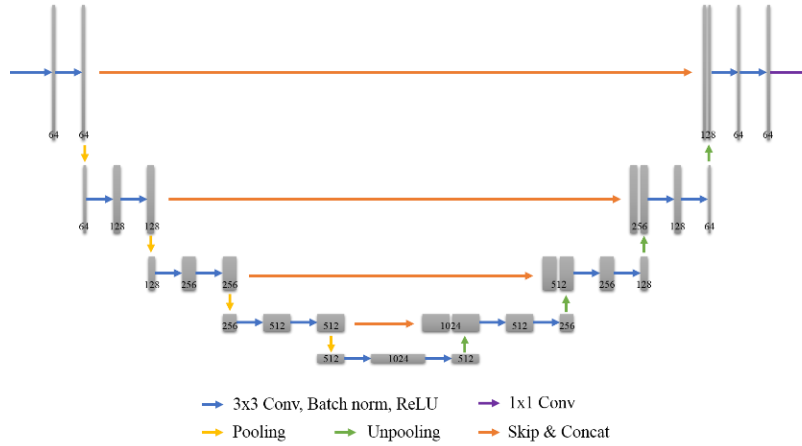 64 64 128 64 64
64 128 128 256 128 64
128 256 256 512 256 128
256 512 512 1024 512 256
512 1024 512
3x3 Conv, Batch norm, ReLU 1x1 Conv
Pooling Unpooling Skip & Concat